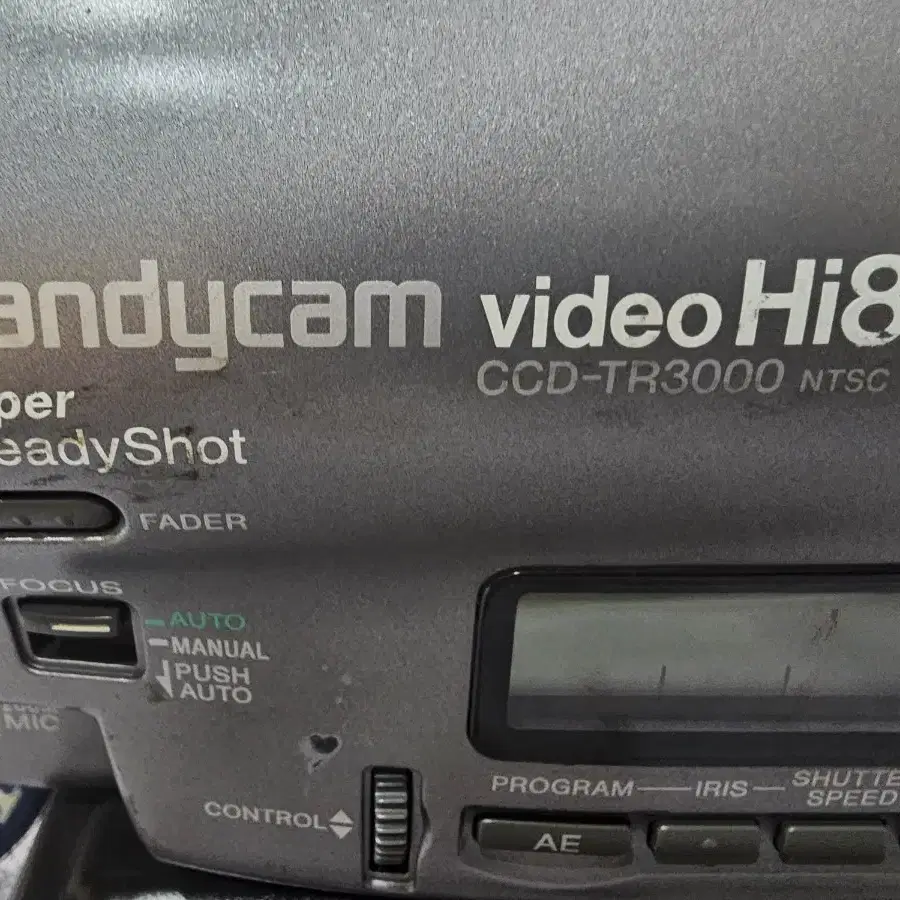 andycam video Hi8
CCD-TR3000 NTSC
per
eadyShot
FADER
FOCUS
AUTO
MANUAL
PUSH
AUTO
MIC
CONTROL
PROGRAM IRIS SHUTTE
SPEED
AE